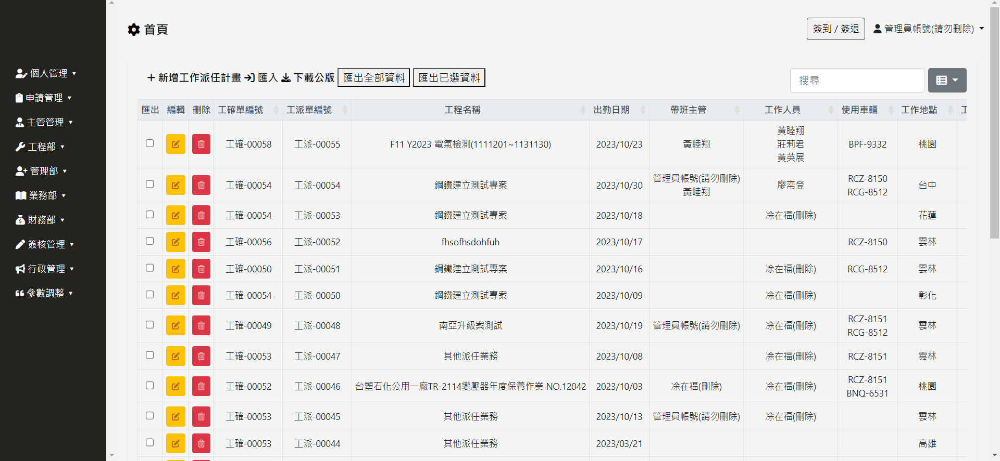 首頁
簽到 / 簽退
管理員帳號(請勿刪除)
個人管理
申請管理
主管管理
工程部
管理部
業務部
財務部
簽核管理
行政管理
參數調整
新增工作派任計畫 匯入 下載公版 匯出全部資料 匯出已選資料
搜尋
匯出 編輯 刪除 工確單編號 工派單編號 工程名稱 出勤日期 帶班主管 工作人員 使用車輛 工作地點
工確-00058 工派-00055 F11 Y2023 電氣檢測(1111201~1131130) 2023/10/23 黃睦翔 黃睦翔 BPF-9332 桃園
莊莉君
黃英展
工確-00054 工派-00054 鋼鐵建立測試專案 2023/10/30 管理員帳號(請勿刪除) 廖帟登 RCZ-8150 台中
黃睦翔 RCG-8512
工確-00054 工派-00053 鋼鐵建立測試專案 2023/10/18 凃在福(刪除) 花蓮
工確-00056 工派-00052 fhsofhsdohfuh 2023/10/17 RCZ-8150 雲林
工確-00050 工派-00051 鋼鐵建立測試專案 2023/10/16 凃在福(刪除) RCG-8512 雲林
工確-00054 工派-00050 鋼鐵建立測試專案 2023/10/09 凃在福(刪除) 彰化
工確-00049 工派-00048 南亞升級案測試 2023/10/19 管理員帳號(請勿刪除) 凃在福(刪除) RCZ-8151 雲林
RCG-8512
工確-00053 工派-00047 其他派任業務 2023/10/08 凃在福(刪除) RCZ-8151 雲林
工確-00052 工派-00046 台塑石化公用一廠TR-2114變壓器年度保養作業 NO.12042 2023/10/03 凃在福(刪除) 凃在福(刪除) RCZ-8151 桃園
BNQ-6531
工確-00053 工派-00045 其他派任業務 2023/10/13 管理員帳號(請勿刪除) 凃在福(刪除) 雲林
工確-00053 工派-00044 其他派任業務 2023/03/21 高雄